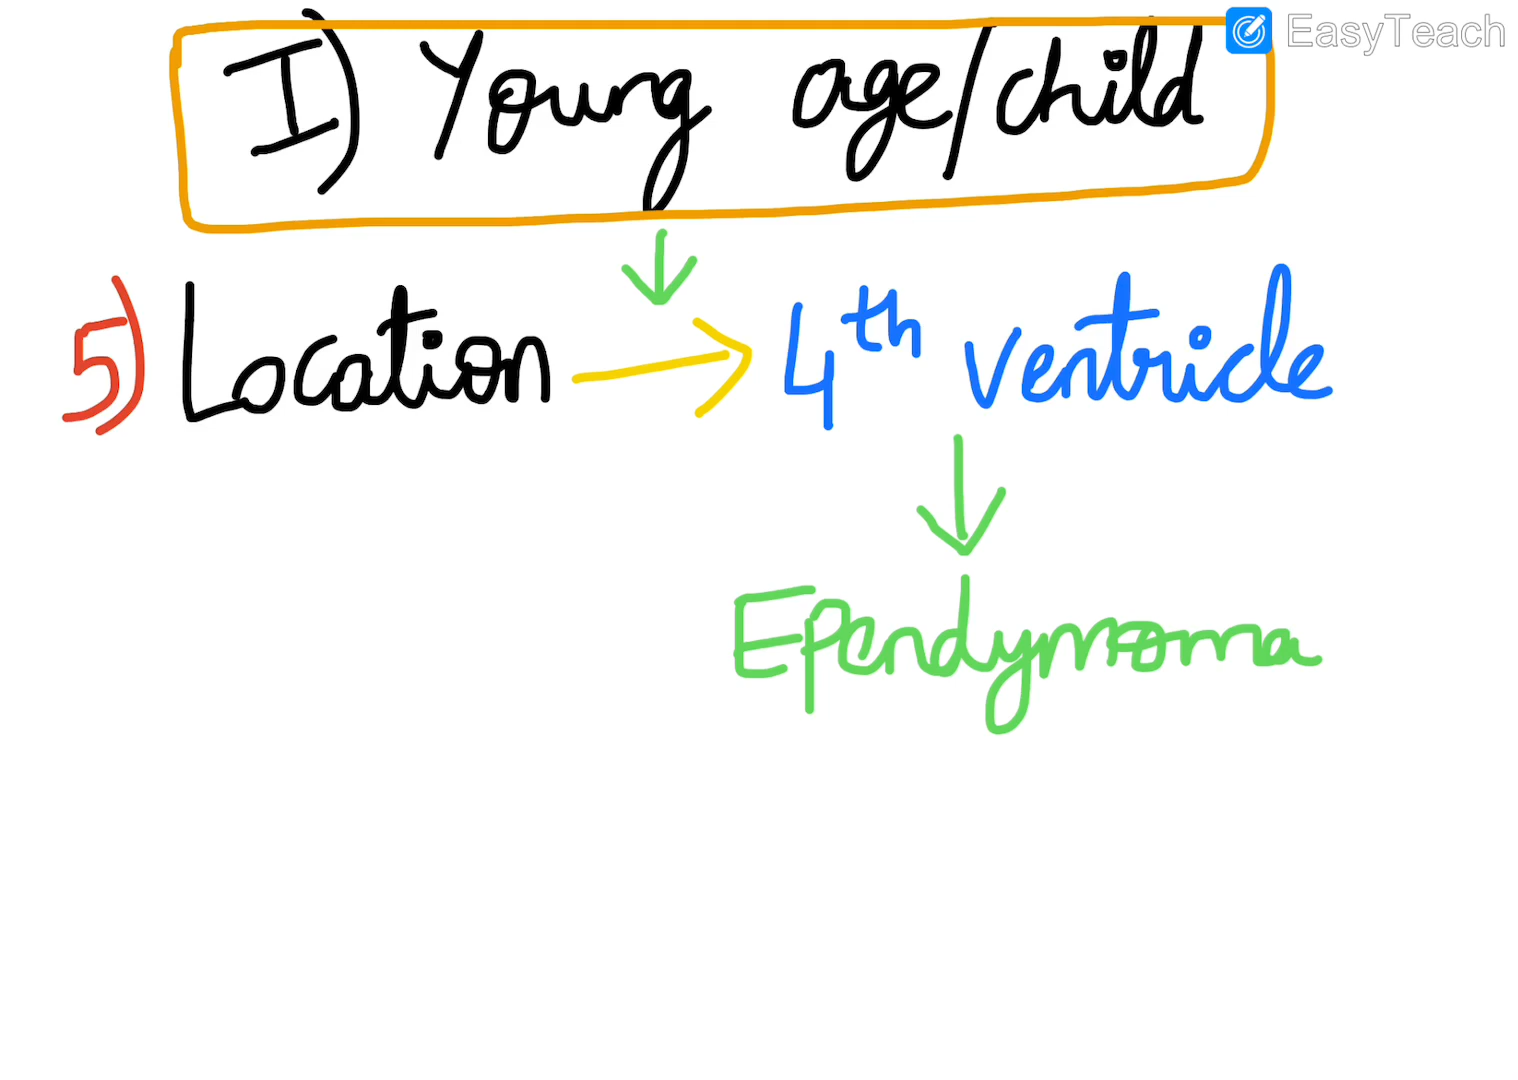 EasyTeach
I) Young age/child
5) Location → 4th ventricle
Ependymoma